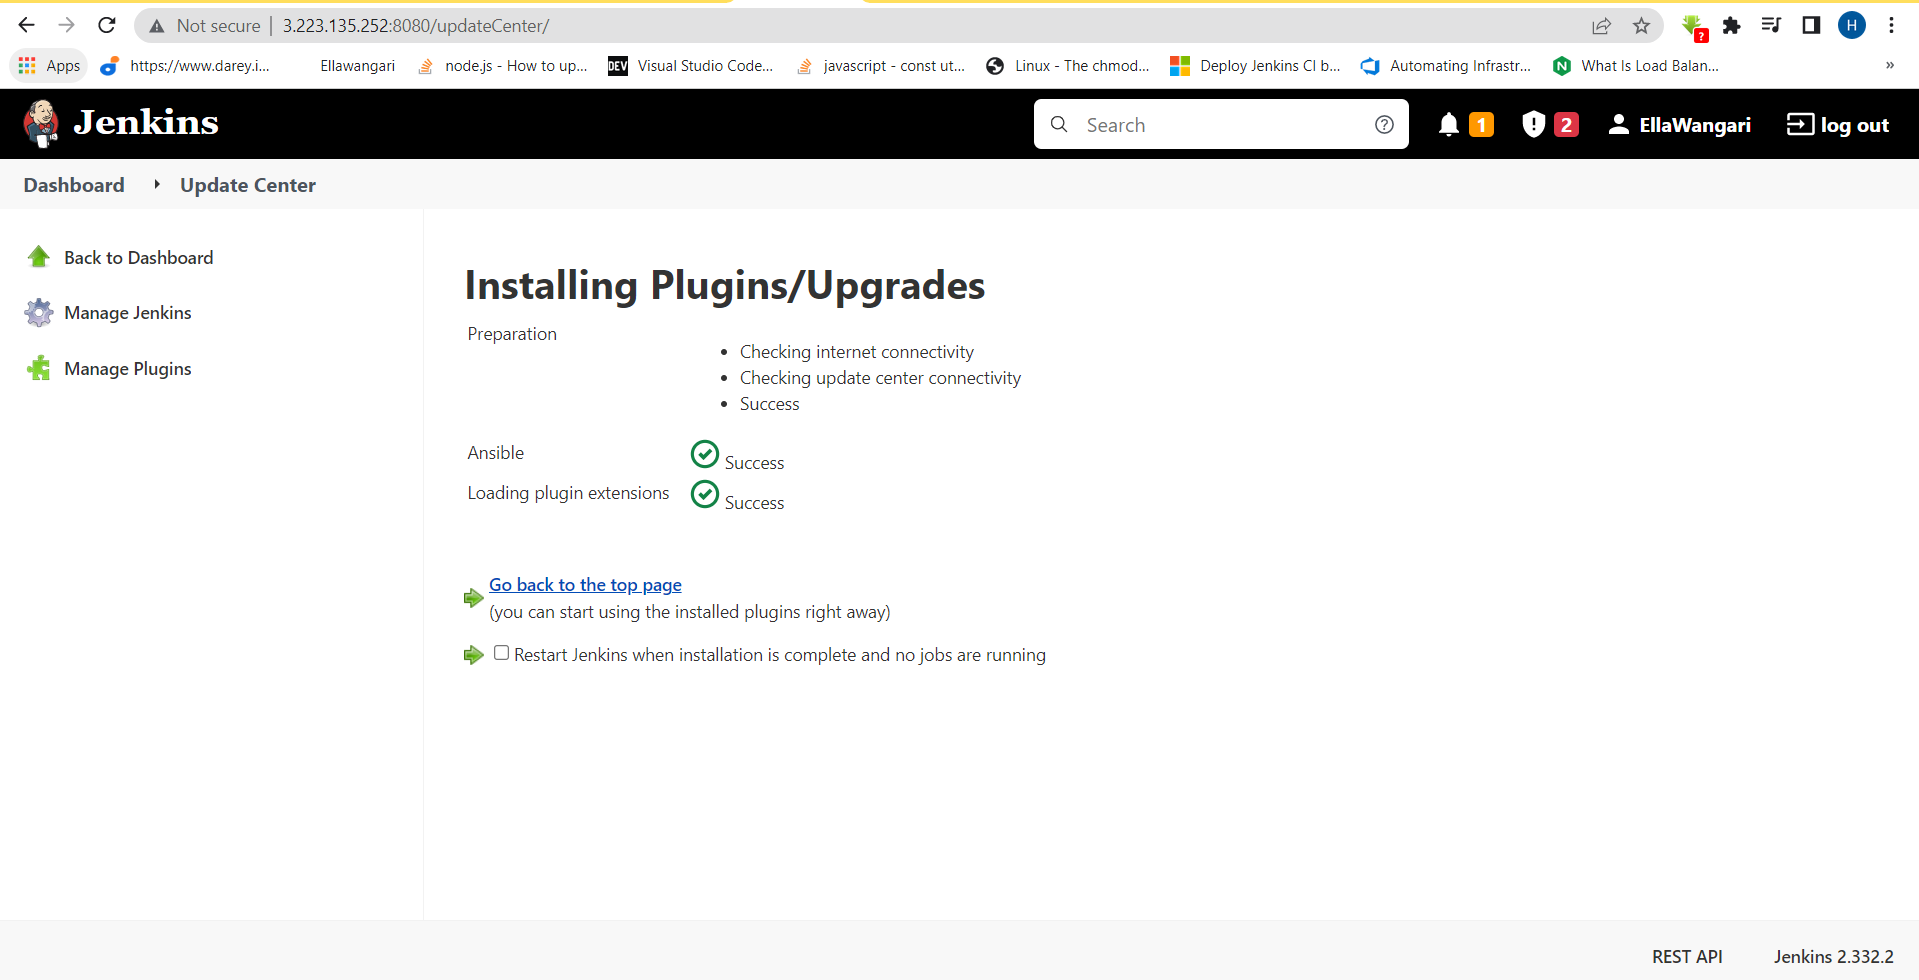 Not secure | 3.223.135.252:8080/updateCenter/
?
H
Apps https://www.darey.i... Ellawangari node.js - How to up... DEV Visual Studio Code... javascript - const ut... Linux - The chmod... Deploy Jenkins CI b... Automating Infrastr... N What Is Load Balan... »
Jenkins
Search
?
1
2
EllaWangari
log out
Dashboard
Update Center
Back to Dashboard
Manage Jenkins
Manage Plugins
Installing Plugins/Upgrades
Preparation
• Checking internet connectivity
• Checking update center connectivity
• Success
Ansible Success
Loading plugin extensions Success
Go back to the top page
(you can start using the installed plugins right away)
Restart Jenkins when installation is complete and no jobs are running
REST API Jenkins 2.332.2